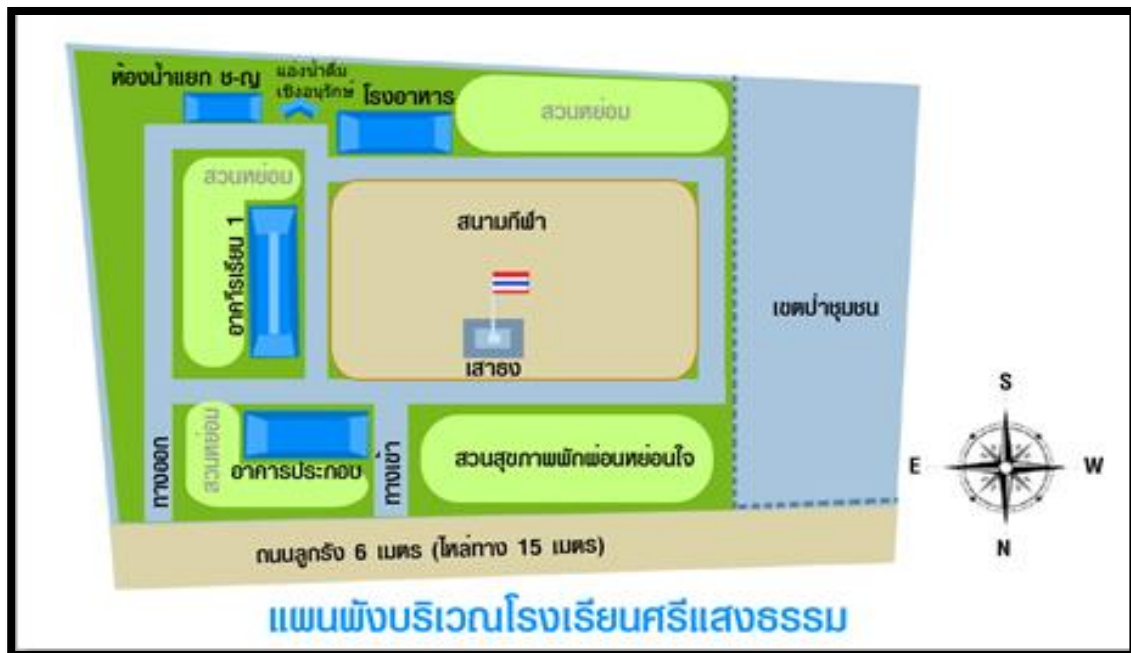 ห้องน้ำแยก ช-ญ
แอ่งน้ำดื่ม
เชิงอนุรักษ์
โรงอาหาร
สวนหย่อม
สวนหย่อม
สนามกีฬา
อาคารเรียน 1
เขตป่าชุมชน
เสาธง
S
E
W
N
สวนหย่อม
อาคารประกอบ
ทางออก
ทางเข้า
สวนสุขภาพพักผ่อนหย่อนใจ
ถนนลูกรัง 6 เมตร (ไหล่ทาง 15 เมตร)
แผนผังบริเวณโรงเรียนศรีแสงธรรม